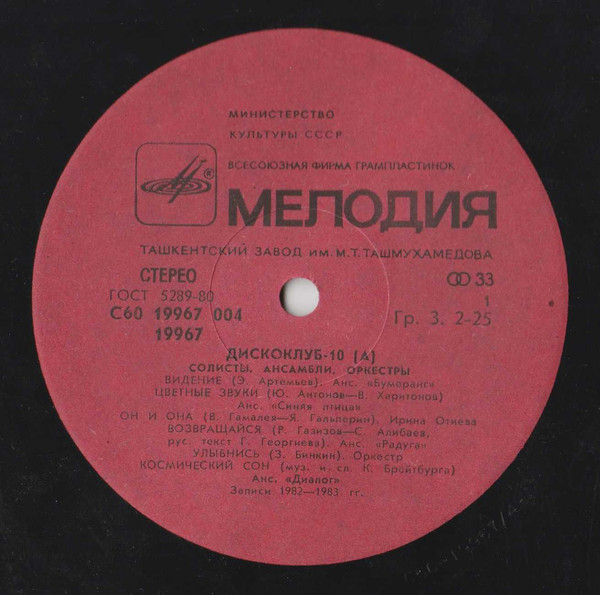 МИНИСТЕРСТВО
КУЛЬТУРЫ СССР
ВСЕСОЮЗНАЯ ФИРМА ГРАМПЛАСТИНОК
®
МЕЛОДИЯ
ТАШКЕНТСКИЙ ЗАВОД ИМ. М. Т. ТАШМУХАМЕДОВА
СТЕРЕО 33
ГОСТ 5289-80 1
С60 19967 004 Гр. 3. 2-25
19967
ДИСКОКЛУБ-10 (А)
СОЛИСТЫ, АНСАМБЛИ, ОРКЕСТРЫ
ВИДЕНИЕ (Э. Артемьев). Анс. «Бумеранг»
ЦВЕТНЫЕ ЗВУКИ (Ю. Антонов—В. Харитонов)
Анс. «Синяя птица»
ОН И ОНА (В. Гамалея—Я. Гальперин). Ирина Отиева
ВОЗВРАЩАЙСЯ (Р. Газизов—С. Алибаев,
рус. текст Г. Георгиева). Анс. «Радуга»
УЛЫБНИСЬ (З. Бинкин). Оркестр
КОСМИЧЕСКИЙ СОН (муз. и сл. К. Брейтбурга)
Анс. «Диалог»
Записи 1982—1983 гг.